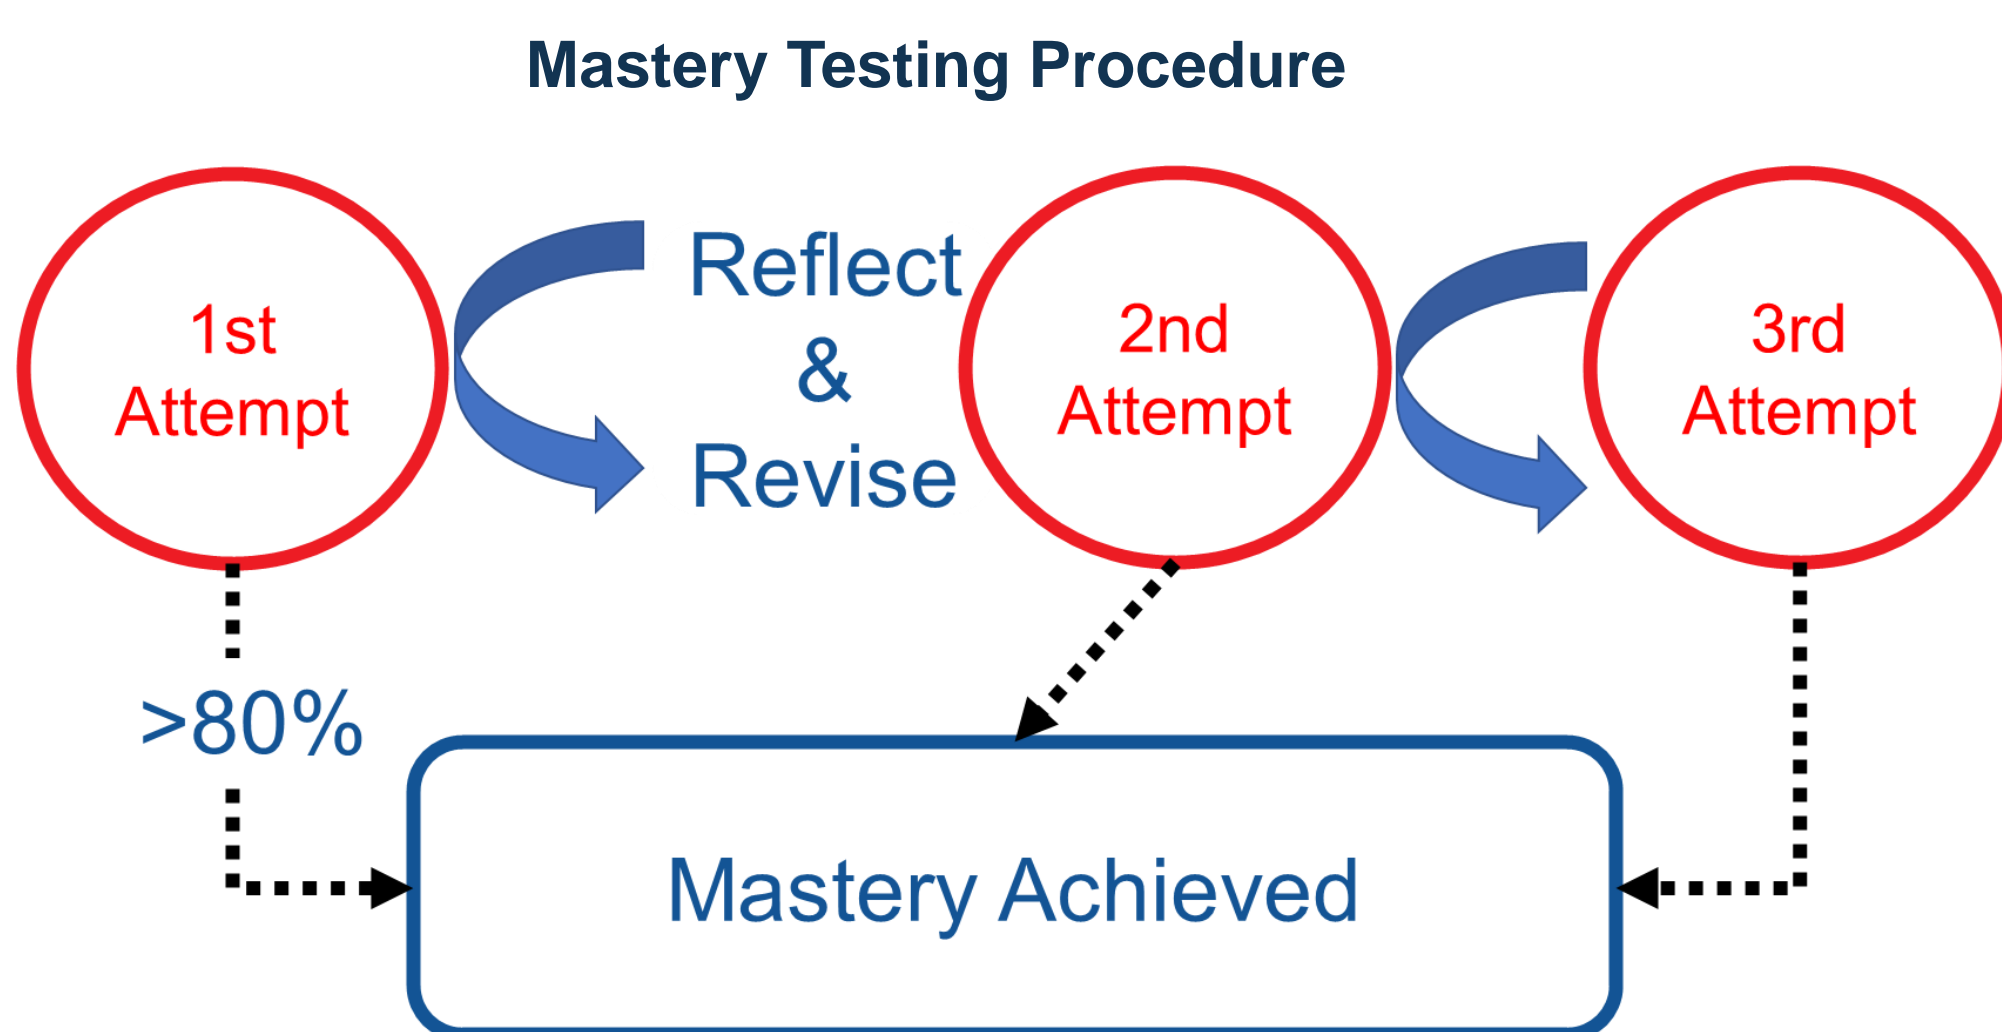 Mastery Testing Procedure
1st
Attempt
Reflect
&
Revise
2nd
Attempt
3rd
Attempt
>80%
Mastery Achieved